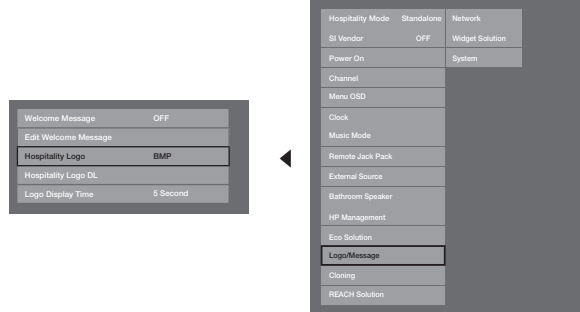 Welcome Message OFF
Edit Welcome Message
Hospitality Logo BMP
Hospitality Logo DL
Logo Display Time 5 Second
Hospitality Mode Standalone Network
SI Vendor OFF Widget Solution
Power On System
Channel
Menu OSD
Clock
Music Mode
Remote Jack Pack
External Source
Bathroom Speaker
HP Management
Eco Solution
Logo/Message
Cloning
REACH Solution